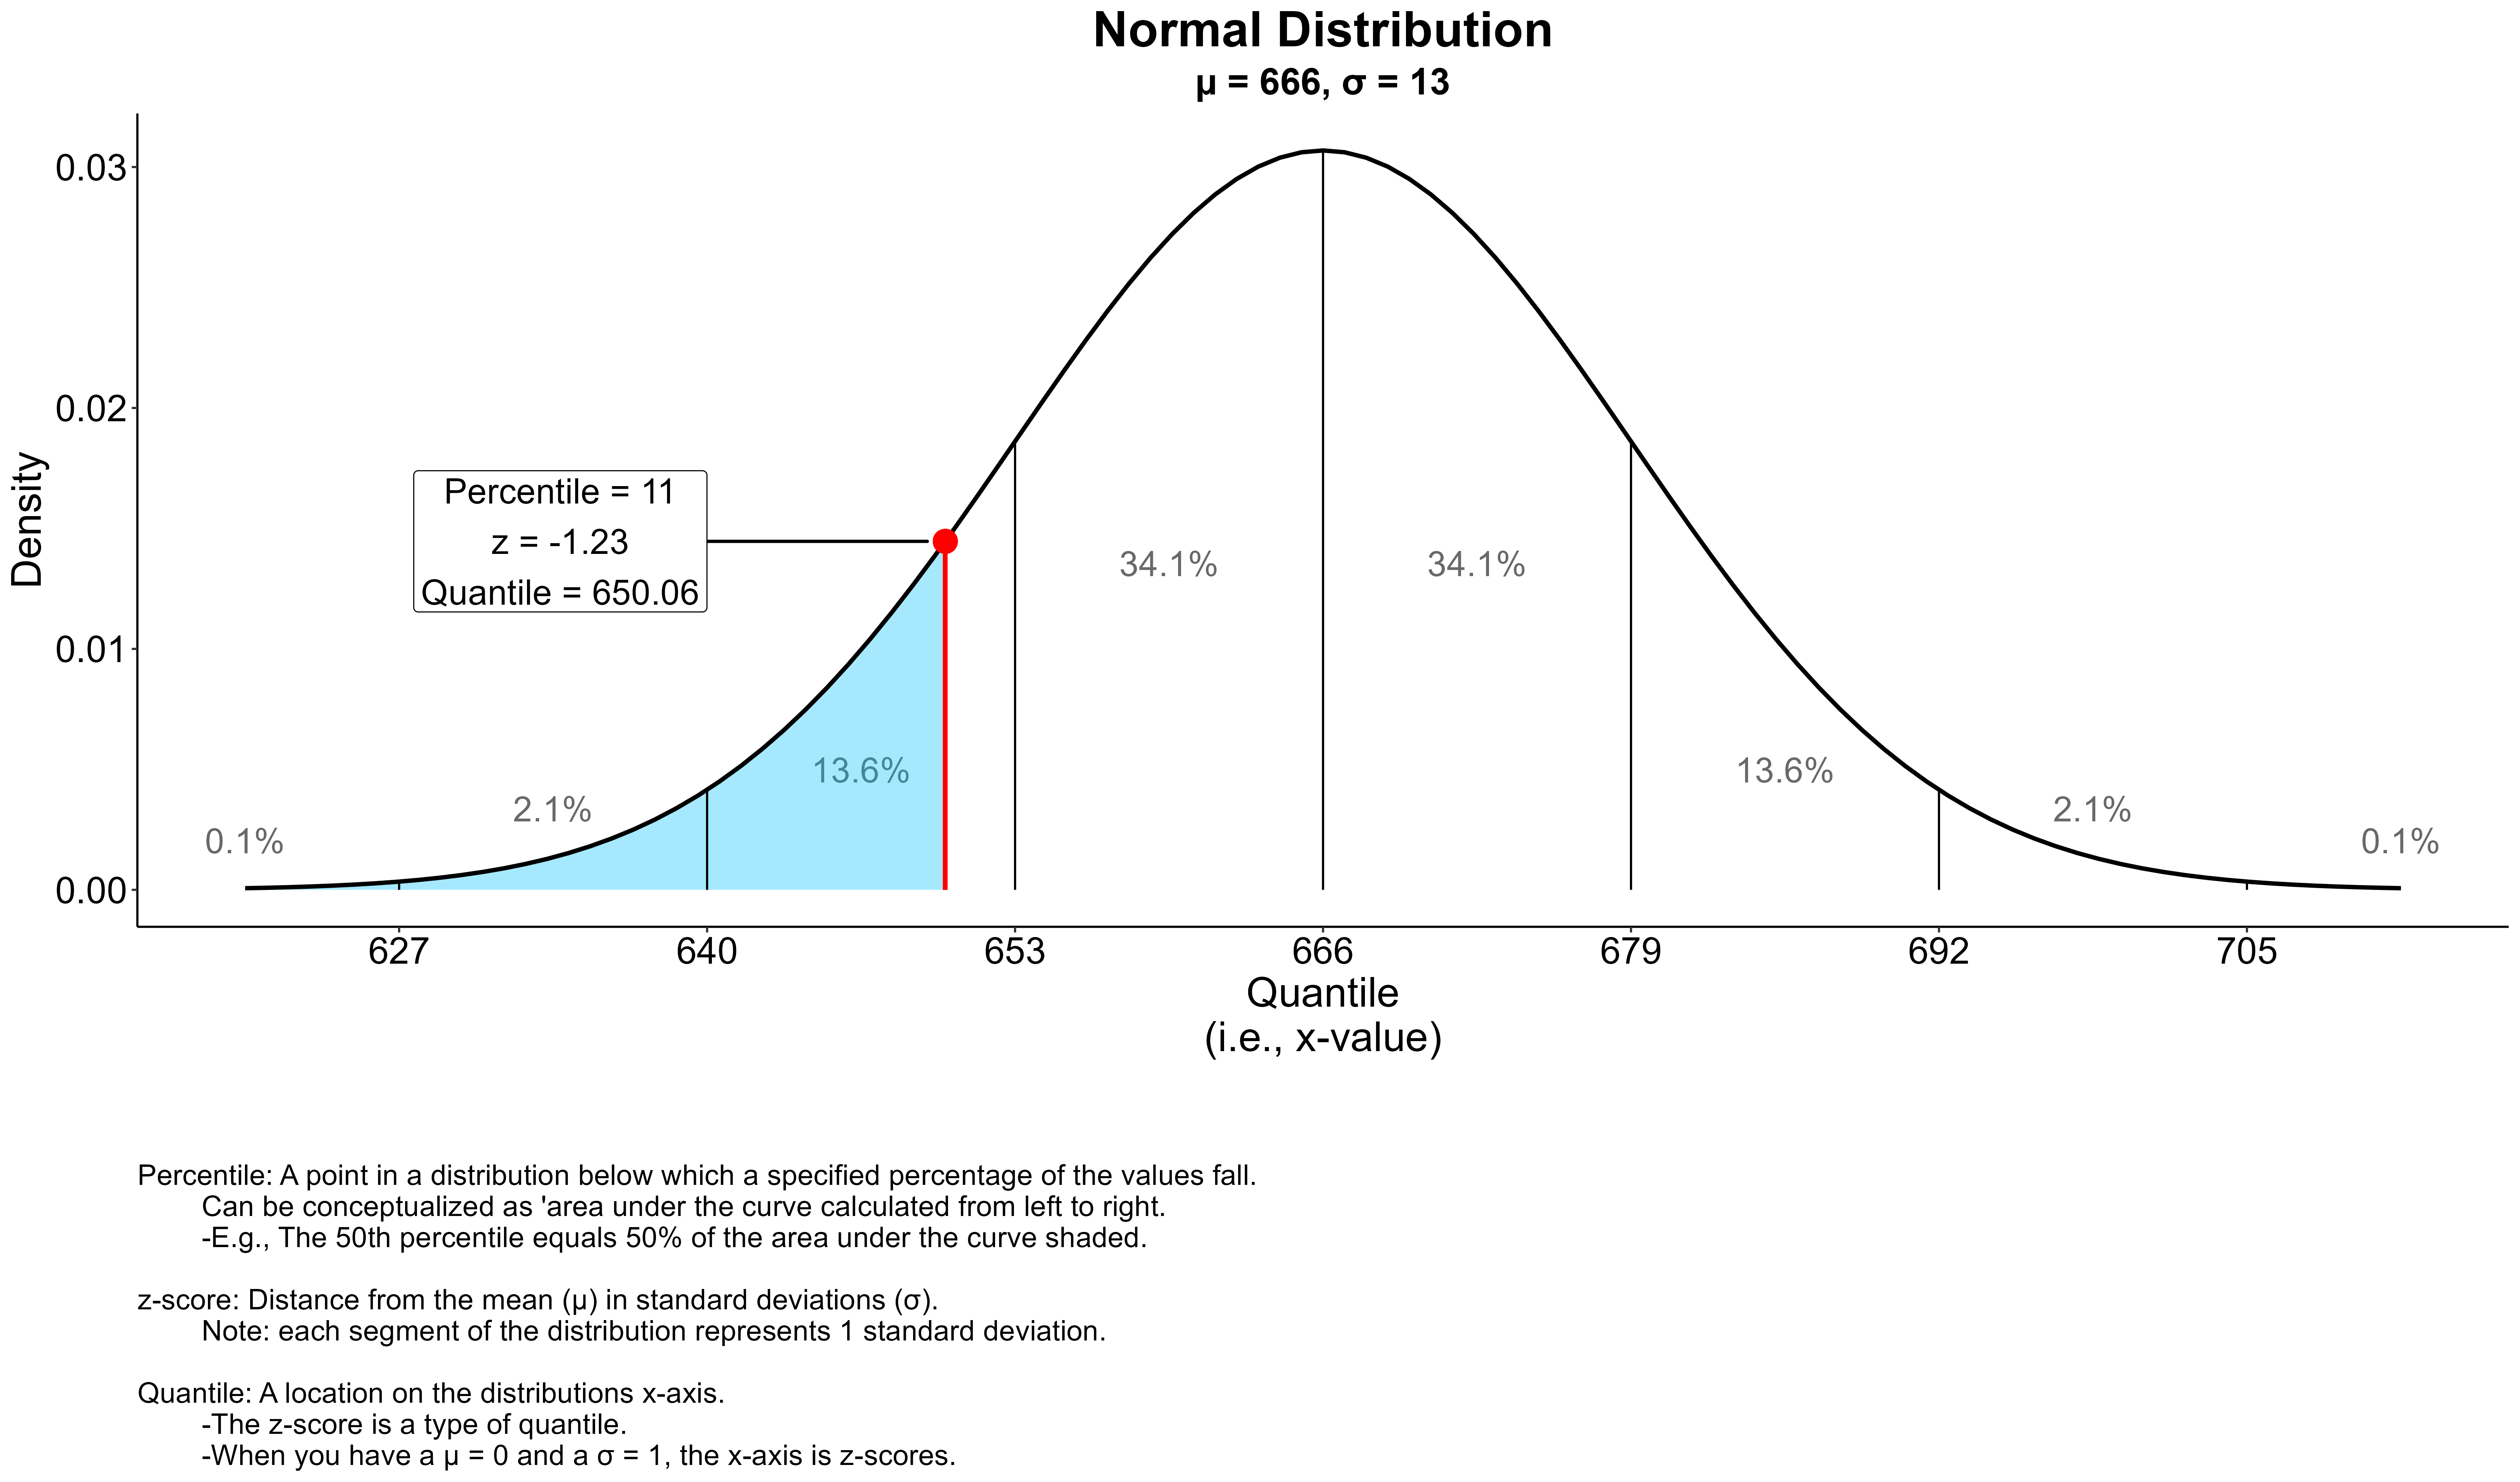 Normal Distribution
μ = 666, σ = 13
0.03
0.02
0.01
0.00
Density
Percentile = 11
z = -1.23
Quantile = 650.06
34.1%
34.1%
13.6%
13.6%
2.1%
2.1%
0.1%
0.1%
627
640
653
666
679
692
705
Quantile
(i.e., x-value)
Percentile: A point in a distribution below which a specified percentage of the values fall.
Can be conceptualized as 'area under the curve calculated from left to right.
-E.g., The 50th percentile equals 50% of the area under the curve shaded.
z-score: Distance from the mean (μ) in standard deviations (σ).
Note: each segment of the distribution represents 1 standard deviation.
Quantile: A location on the distributions x-axis.
-The z-score is a type of quantile.
-When you have a μ = 0 and a σ = 1, the x-axis is z-scores.